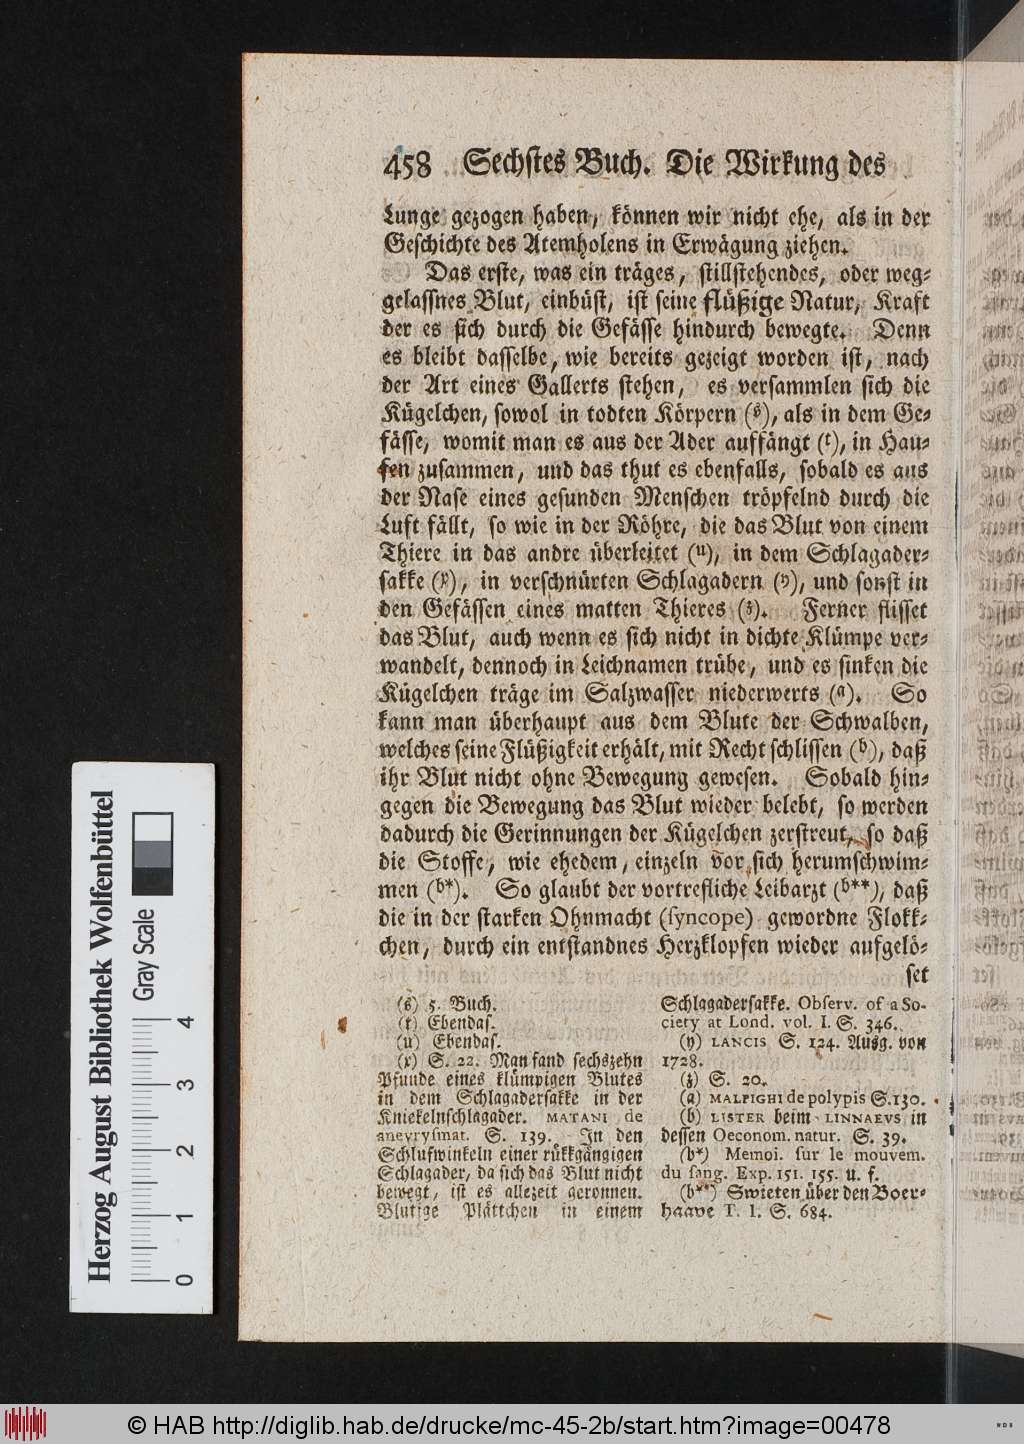 458 Sechstes Buch. Die Wirkung des
Lunge gezogen haben, können wir nicht ehe, als in der
Geschichte des Atemholens in Erwägung ziehen.
Das erste, was ein träges, stillstehendes, oder weg-
gelassnes Blut, einbüst, ist seine flüßige Natur, Kraft
der es sich durch die Gefässe hindurch bewegte. Denn
es bleibt dasselbe, wie bereits gezeigt worden ist, nach
der Art eines Gallerts stehen, es versammlen sich die
Kügelchen, sowol in todten Körpern (s), als in dem Ge-
fässe, womit man es aus der Ader auffängt (t), in Hau-
fen zusammen, und das thut es ebenfalls, sobald es aus
der Nase eines gesunden Menschen tröpfelnd durch die
Luft fällt, so wie in der Röhre, die das Blut von einem
Thiere in das andre überleitet (u), in dem Schlagader-
sakke (x), in verschnürten Schlagadern (y), und sonst in
den Gefässen eines matten Thieres (z). Ferner flisset
das Blut, auch wenn es sich nicht in dichte Klümpe ver-
wandelt, dennoch in Leichnamen trübe, und es sinken die
Kügelchen träge im Salzwasser niederwerts (a). So
kann man überhaupt aus dem Blute der Schwalben,
welches seine Flüßigkeit erhält, mit Recht schlissen (b), daß
ihr Blut nicht ohne Bewegung gewesen. Sobald hin-
gegen die Bewegung das Blut wieder belebt, so werden
dadurch die Gerinnungen der Kügelchen zerstreut, so daß
die Stoffe, wie ehedem, einzeln vor sich herumschwim-
men (b*). So glaubt der vortrefliche Leibarzt (b**), daß
die in der starken Ohnmacht (syncope) gewordne Flokk-
chen, durch ein entstandnes Herzklopfen wieder aufgelö-
set
(s) 5. Buch.
(t) Ebendas.
(u) Ebendas.
(x) S. 22. Man fand sechszehn
Pfunde eines klümpigen Blutes
in dem Schlagadersakke in der
Kniekelnschlagader. MATANI de
aneyrysmat. S. 139. In den
Schlufwinkeln einer rükkgängigen
Schlagader, da sich das Blut nicht
bewegt, ist es allezeit geronnen.
Blutige Plättchen in einem
Schlagadersakke. Observ. of a So-
ciety at Lond. vol. I. S. 346.
(y) LANCIS S. 124. Ausg. von
1728.
(z) S. 20.
(a) MALPIGHI de polypis S. 130.
(b) LISTER beim LINNAEVS in
dessen Oeconom. natur. S. 39.
(b*) Memoi. sur le mouvem.
du sang. Exp. 151. 155. u. f.
(b**) Swieten über den Boer-
haave T. I. S. 684.
Herzog August Bibliothek Wolfenbüttel
Gray Scale
0 1 2 3 4
© HAB http://diglib.hab.de/drucke/mc-45-2b/start.htm?image=00478